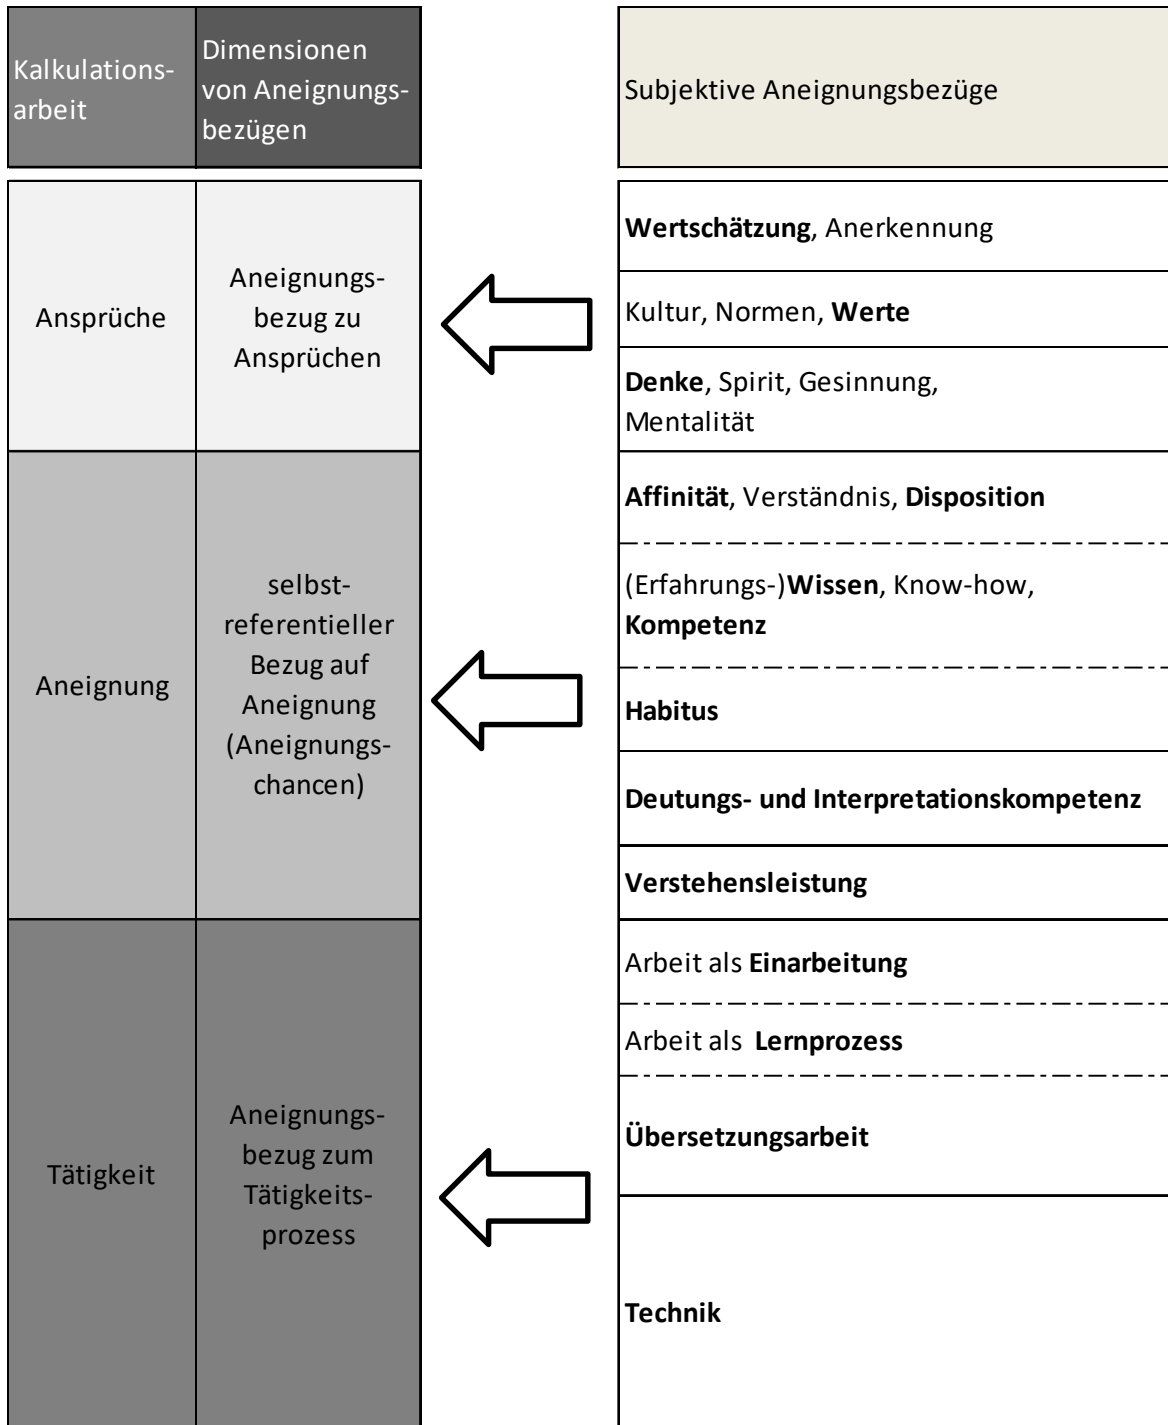 Kalkulations-
arbeit
Dimensionen
von Aneignungs-
bezügen
Subjektive Aneignungsbezüge
Ansprüche
Aneignungs-
bezug zu
Ansprüchen
Wertschätzung, Anerkennung
Kultur, Normen, Werte
Denke, Spirit, Gesinnung,
Mentalität
Aneignung
selbst-
referentieller
Bezug auf
Aneignung
(Aneignungs-
chancen)
Affinität, Verständnis, Disposition
(Erfahrungs-)Wissen, Know-how,
Kompetenz
Habitus
Deutungs- und Interpretationskompetenz
Verstehensleistung
Tätigkeit
Aneignungs-
bezug zum
Tätigkeits-
prozess
Arbeit als Einarbeitung
Arbeit als Lernprozess
Übersetzungsarbeit
Technik